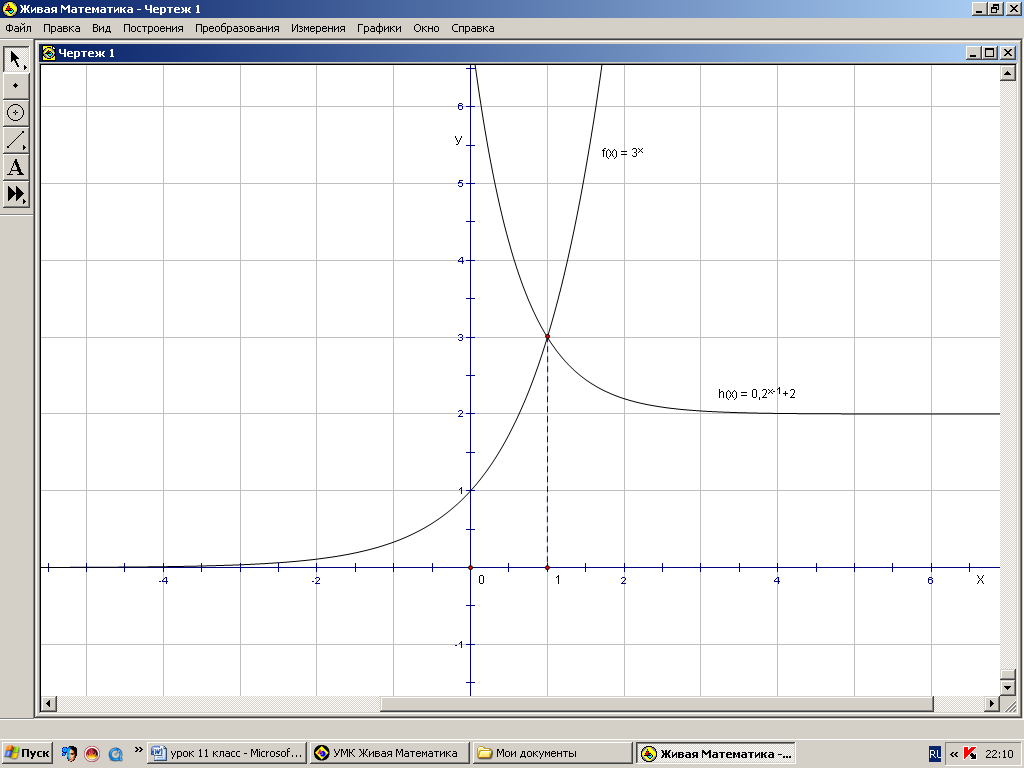 Живая Математика - Чертеж 1
Файл Правка Вид Построения Преобразования Измерения Графики Окно Справка
Чертеж 1
A
6
y
f(x) = 3ˣ
5
4
3
h(x) = 0,2ˣ⁻¹+2
2
1
-4 -2 0 1 2 4 6 X
-1
Пуск » урок 11 класс - Microsof... УМК Живая Математика Мои документы Живая Математика -... RL « K 22:10